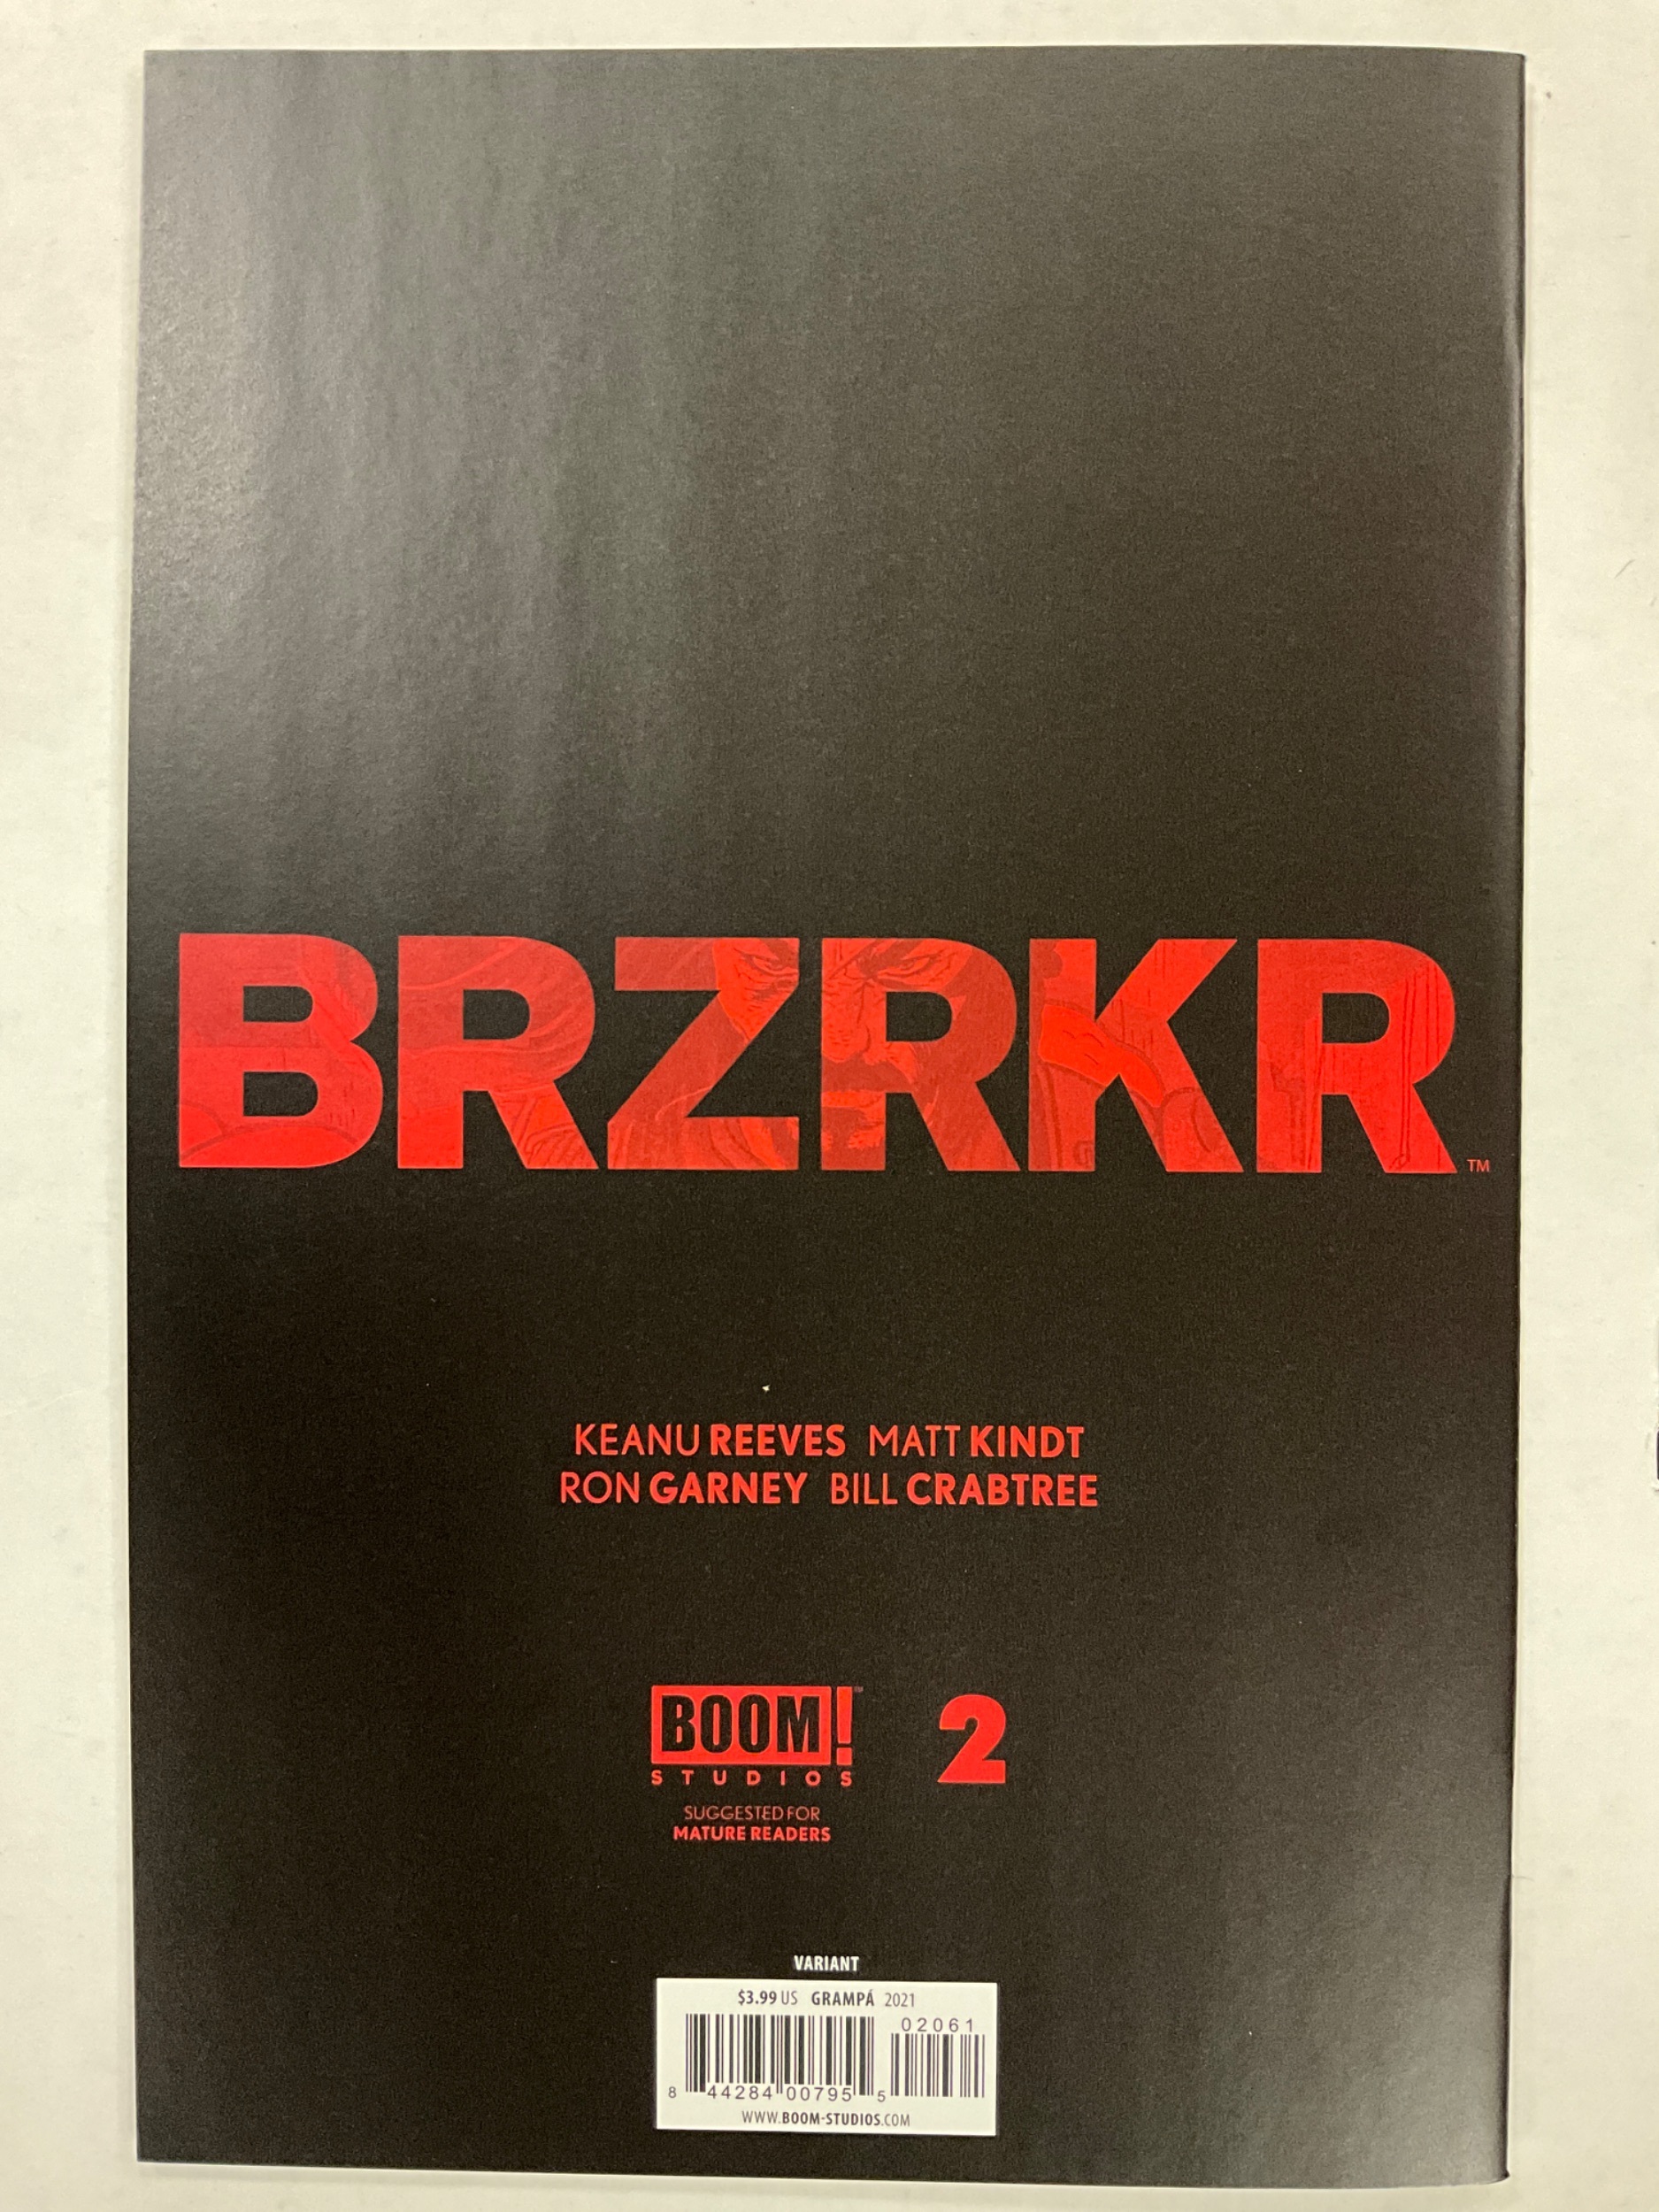 BRZRKR™
KEANU REEVES MATT KINDT
RON GARNEY BILL CRABTREE
BOOM!™ 2
STUDIOS
SUGGESTED FOR
MATURE READERS
VARIANT
$3.99 US GRAMPÁ 2021
02061
8 44284 00795 5
WWW.BOOM-STUDIOS.COM